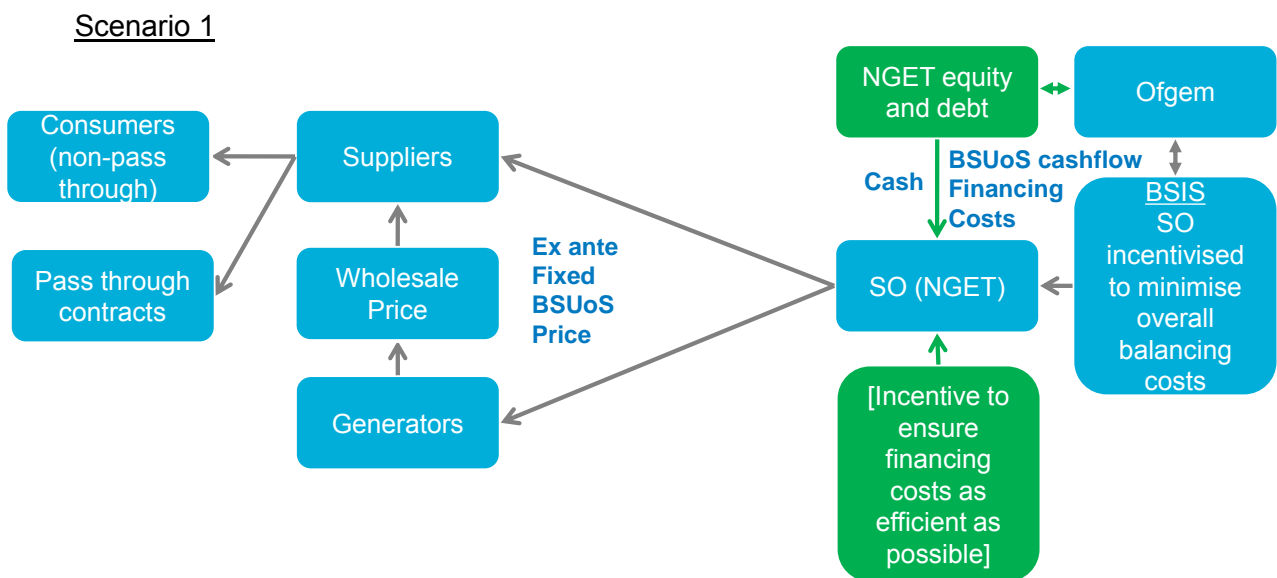 Scenario 1
Consumers
(non-pass
through)
Pass through
contracts
Suppliers
Wholesale
Price
Generators
Ex ante
Fixed
BSUoS
Price
NGET equity
and debt
Ofgem
Cash
BSUoS cashflow
Financing
Costs
SO (NGET)
BSIS
SO
incentivised
to minimise
overall
balancing
costs
[Incentive to
ensure
financing
costs as
efficient as
possible]